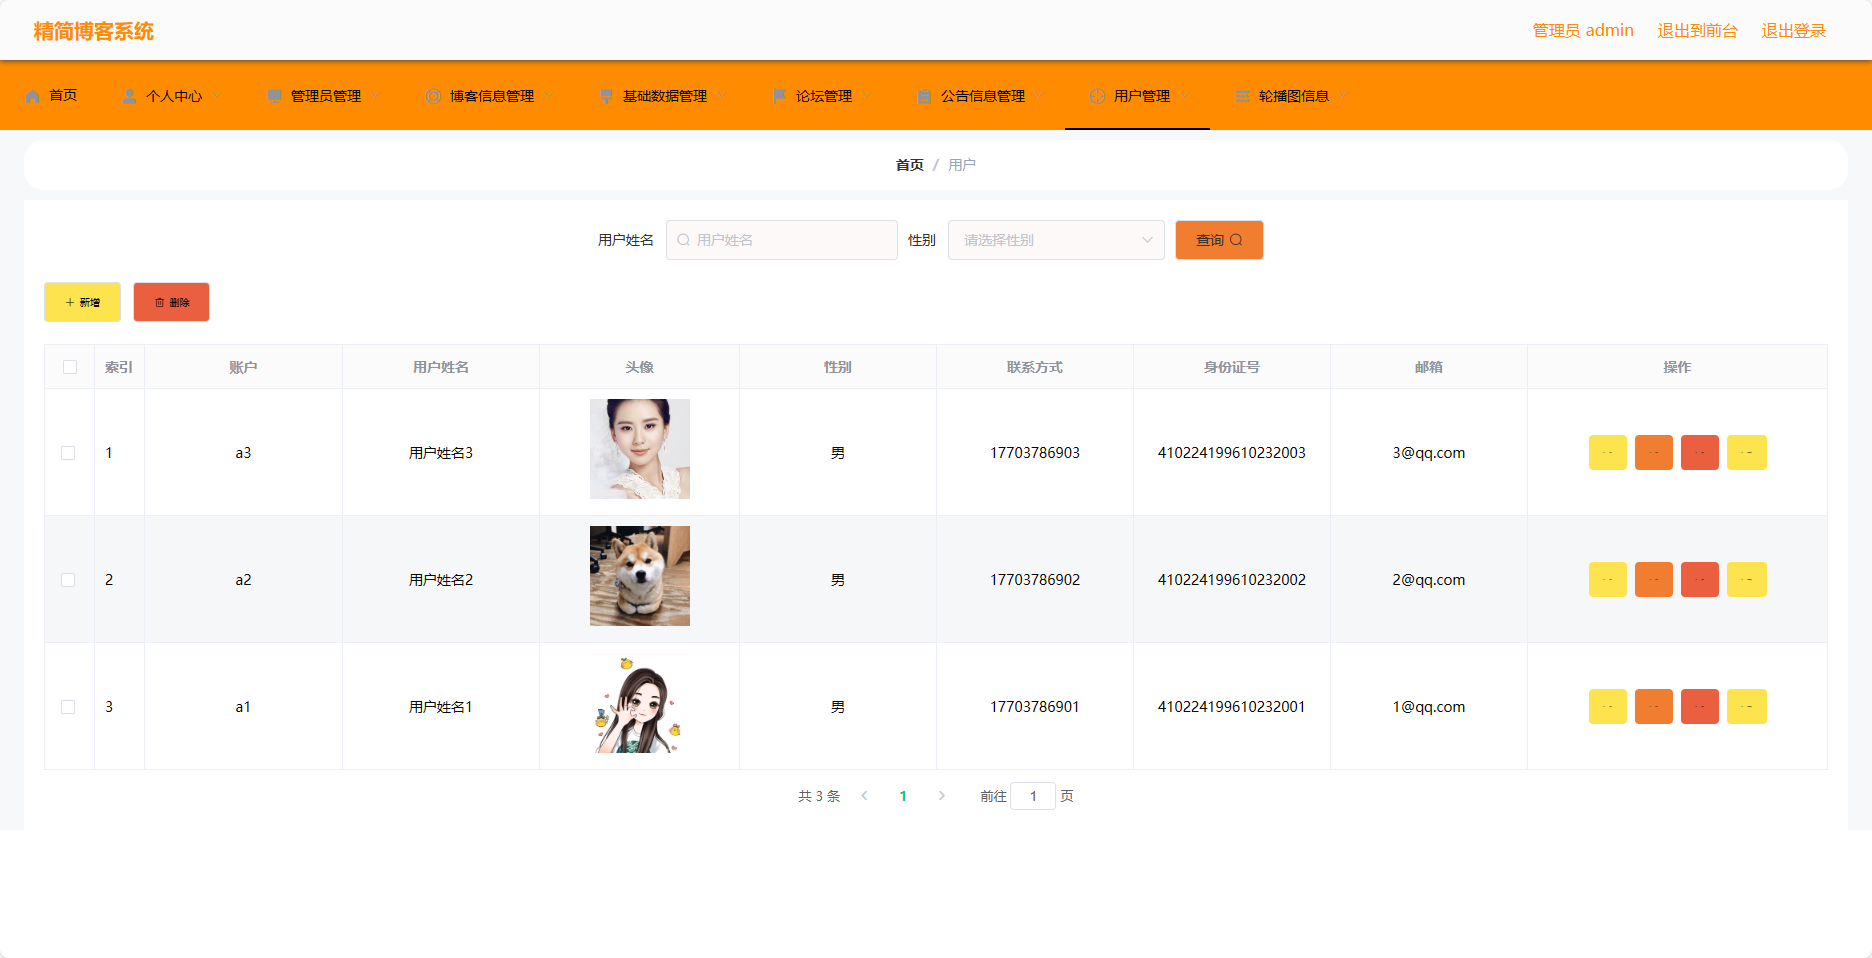 精简博客系统
管理员 admin 退出到前台 退出登录
首页 个人中心 管理员管理 博客信息管理 基础数据管理 论坛管理 公告信息管理 用户管理 轮播图信息
首页 / 用户
用户姓名 用户姓名 性别 请选择性别 查询
新增 删除
索引 账户 用户姓名 头像 性别 联系方式 身份证号 邮箱 操作
1 a3 用户姓名3 男 17703786903 410224199610232003 3@qq.com
2 a2 用户姓名2 男 17703786902 410224199610232002 2@qq.com
3 a1 用户姓名1 男 17703786901 410224199610232001 1@qq.com
共 3 条 1 前往 1 页